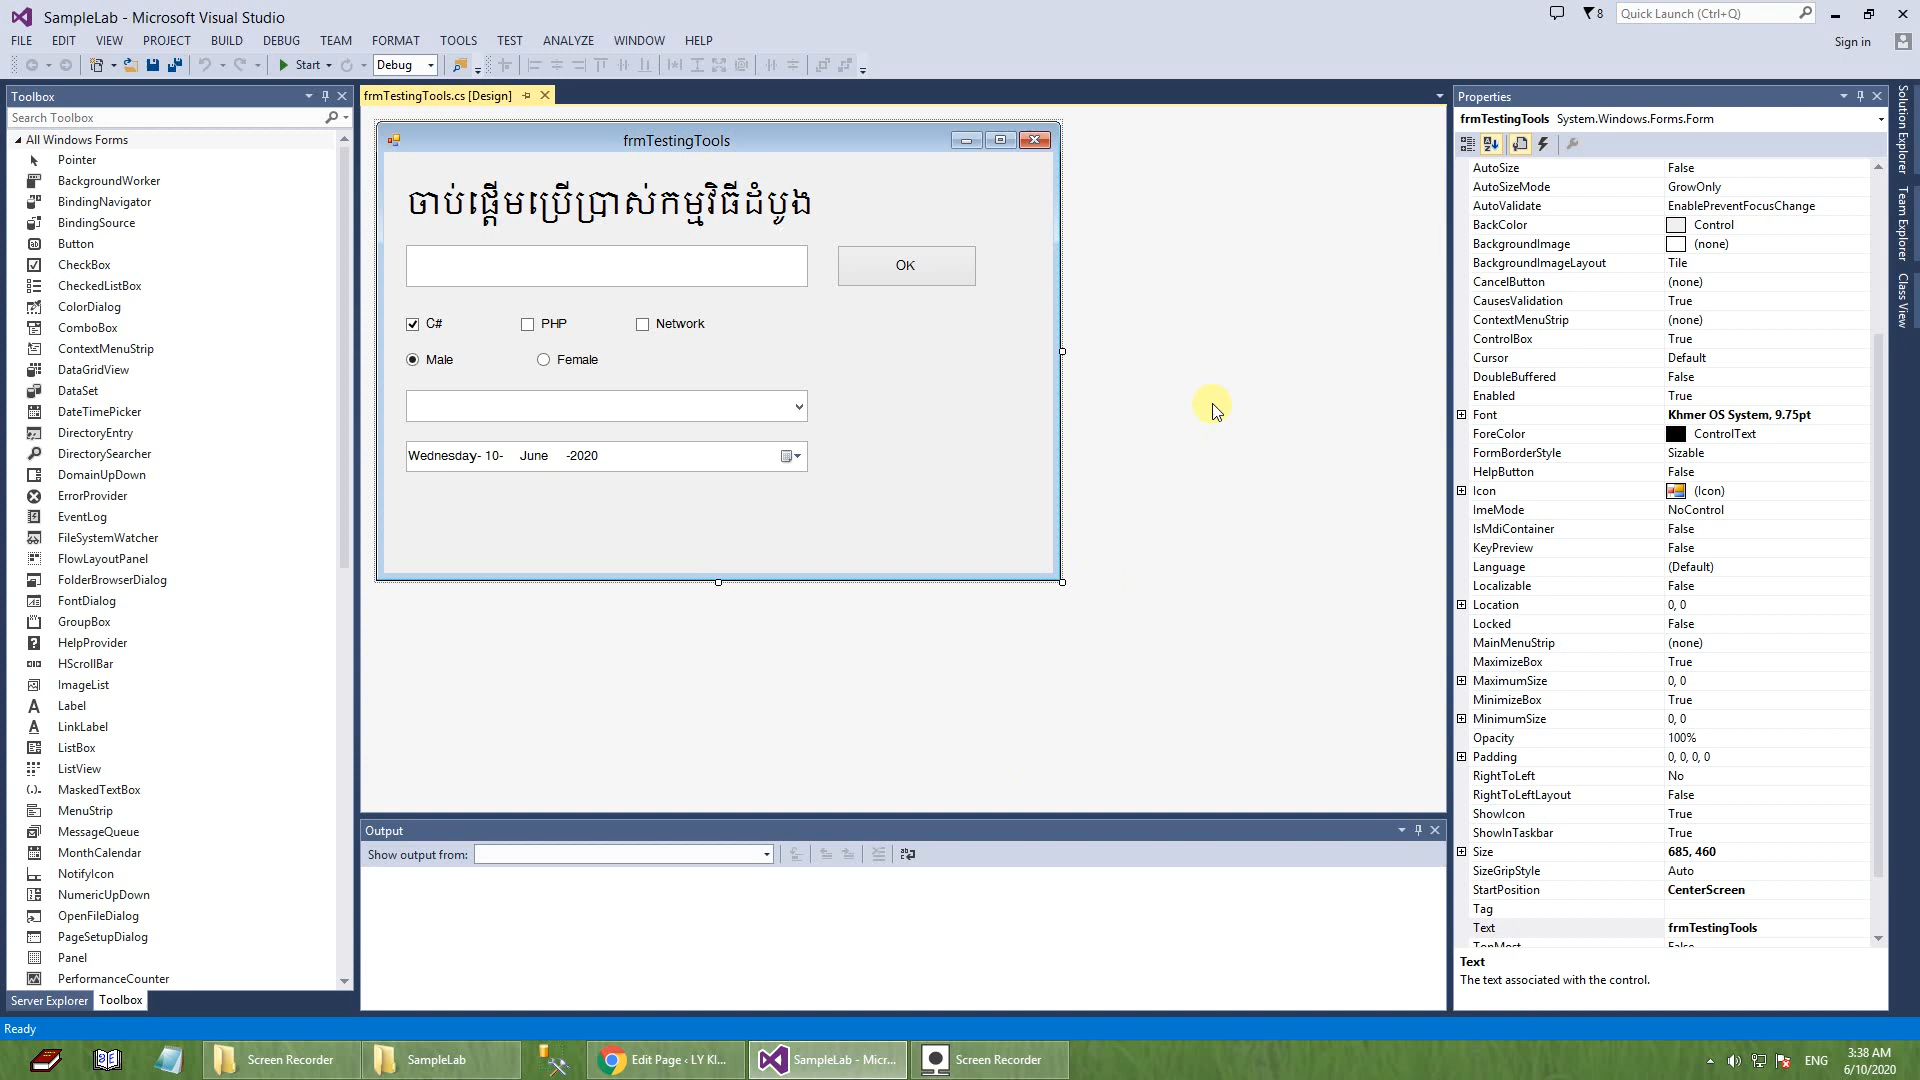 SampleLab - Microsoft Visual Studio
8
Quick Launch (Ctrl+Q)
FILE EDIT VIEW PROJECT BUILD DEBUG TEAM FORMAT TOOLS TEST ANALYZE WINDOW HELP
Sign in
Start
Debug
Toolbox
Search Toolbox
All Windows Forms
Pointer
BackgroundWorker
BindingNavigator
BindingSource
Button
CheckBox
CheckedListBox
ColorDialog
ComboBox
ContextMenuStrip
DataGridView
DataSet
DateTimePicker
DirectoryEntry
DirectorySearcher
DomainUpDown
ErrorProvider
EventLog
FileSystemWatcher
FlowLayoutPanel
FolderBrowserDialog
FontDialog
GroupBox
HelpProvider
HScrollBar
ImageList
Label
LinkLabel
ListBox
ListView
MaskedTextBox
MenuStrip
MessageQueue
MonthCalendar
NotifyIcon
NumericUpDown
OpenFileDialog
PageSetupDialog
Panel
PerformanceCounter
Server Explorer Toolbox
frmTestingTools.cs [Design]
frmTestingTools
ចាប់ផ្តើមប្រើប្រាស់កម្មវិធីដំបូង
OK
C# PHP Network
Male Female
Wednesday- 10- June -2020
Output
Show output from:
Properties
frmTestingTools System.Windows.Forms.Form
AutoSize False
AutoSizeMode GrowOnly
AutoValidate EnablePreventFocusChange
BackColor Control
BackgroundImage (none)
BackgroundImageLayout Tile
CancelButton (none)
CausesValidation True
ContextMenuStrip (none)
ControlBox True
Cursor Default
DoubleBuffered False
Enabled True
Font Khmer OS System, 9.75pt
ForeColor ControlText
FormBorderStyle Sizable
HelpButton False
Icon (Icon)
ImeMode NoControl
IsMdiContainer False
KeyPreview False
Language (Default)
Localizable False
Location 0, 0
Locked False
MainMenuStrip (none)
MaximizeBox True
MaximumSize 0, 0
MinimizeBox True
MinimumSize 0, 0
Opacity 100%
Padding 0, 0, 0, 0
RightToLeft No
RightToLeftLayout False
ShowIcon True
ShowInTaskbar True
Size 685, 460
SizeGripStyle Auto
StartPosition CenterScreen
Tag
Text frmTestingTools
TopMost False
Text
The text associated with the control.
Solution Explorer
Team Explorer
Class View
Ready
Screen Recorder
SampleLab
Edit Page ‹ LY Kl...
SampleLab - Micr...
Screen Recorder
ENG
3:38 AM
6/10/2020